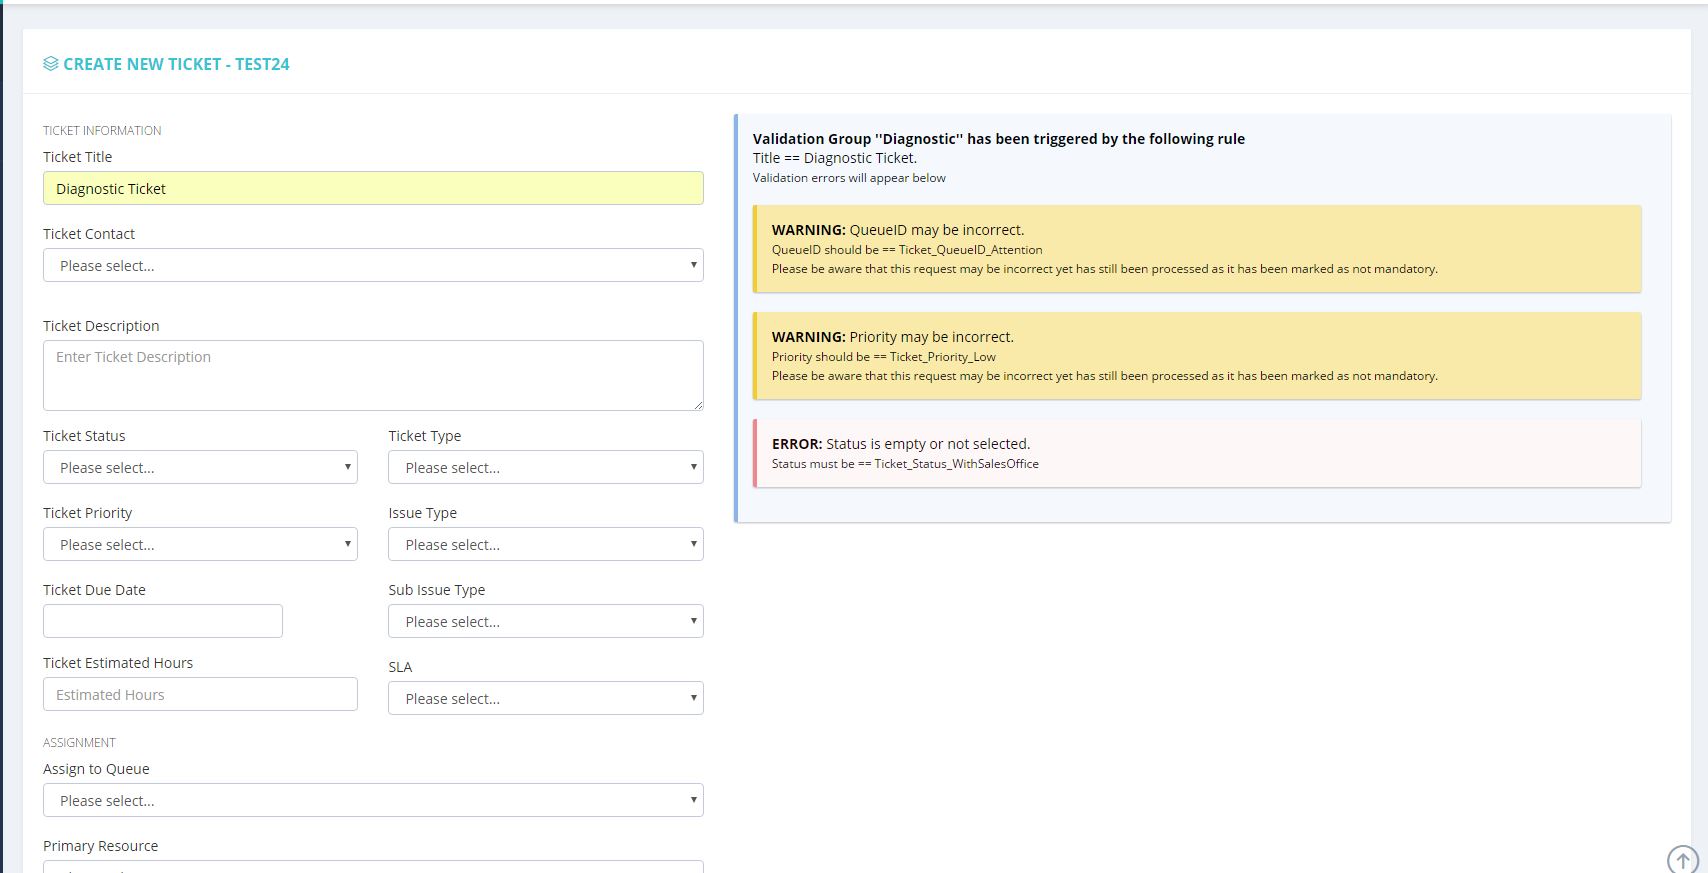 CREATE NEW TICKET - TEST24
TICKET INFORMATION
Ticket Title
Diagnostic Ticket
Ticket Contact
Please select...
Ticket Description
Enter Ticket Description
Ticket Status
Please select...
Ticket Type
Please select...
Ticket Priority
Please select...
Issue Type
Please select...
Ticket Due Date
Sub Issue Type
Please select...
Ticket Estimated Hours
Estimated Hours
SLA
Please select...
ASSIGNMENT
Assign to Queue
Please select...
Primary Resource
Validation Group ''Diagnostic'' has been triggered by the following rule
Title == Diagnostic Ticket.
Validation errors will appear below
WARNING: QueueID may be incorrect.
QueueID should be == Ticket_QueueID_Attention
Please be aware that this request may be incorrect yet has still been processed as it has been marked as not mandatory.
WARNING: Priority may be incorrect.
Priority should be == Ticket_Priority_Low
Please be aware that this request may be incorrect yet has still been processed as it has been marked as not mandatory.
ERROR: Status is empty or not selected.
Status must be == Ticket_Status_WithSalesOffice